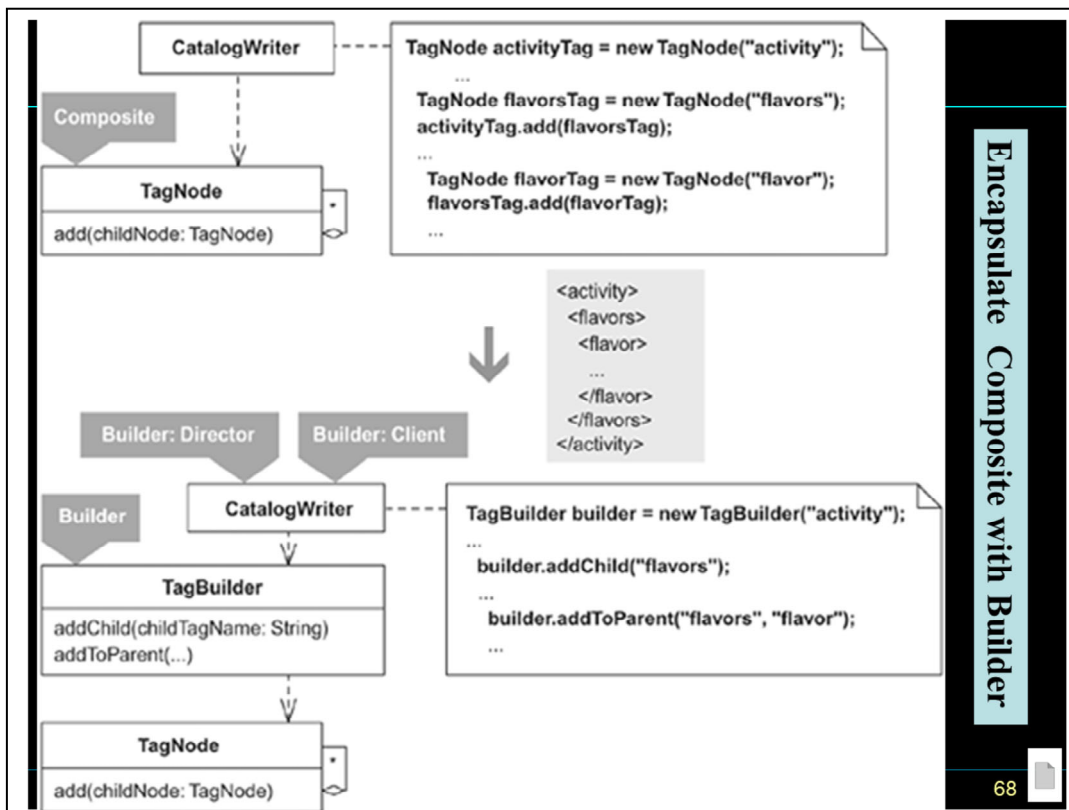 CatalogWriter
TagNode activityTag = new TagNode("activity");
...
TagNode flavorsTag = new TagNode("flavors");
activityTag.add(flavorsTag);
...
TagNode flavorTag = new TagNode("flavor");
flavorsTag.add(flavorTag);
...
Composite
TagNode
*
add(childNode: TagNode)
<activity>
<flavors>
<flavor>
...
</flavor>
</flavors>
</activity>
Builder: Director
Builder: Client
CatalogWriter
TagBuilder builder = new TagBuilder("activity");
...
builder.addChild("flavors");
...
builder.addToParent("flavors", "flavor");
...
Builder
TagBuilder
addChild(childTagName: String)
addToParent(...)
TagNode
*
add(childNode: TagNode)
Encapsulate Composite with Builder
68